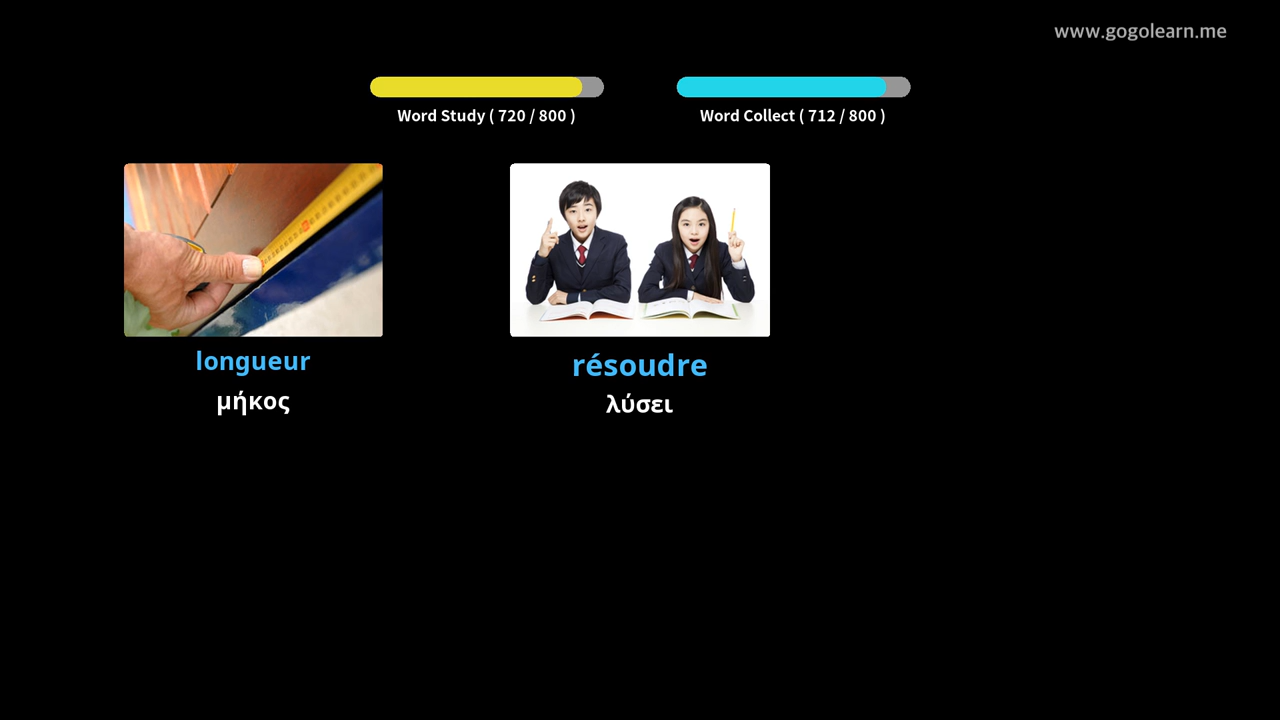 www.gogolearn.me
Word Study ( 720 / 800 )
Word Collect ( 712 / 800 )
longueur
μήκος
résoudre
λύσει